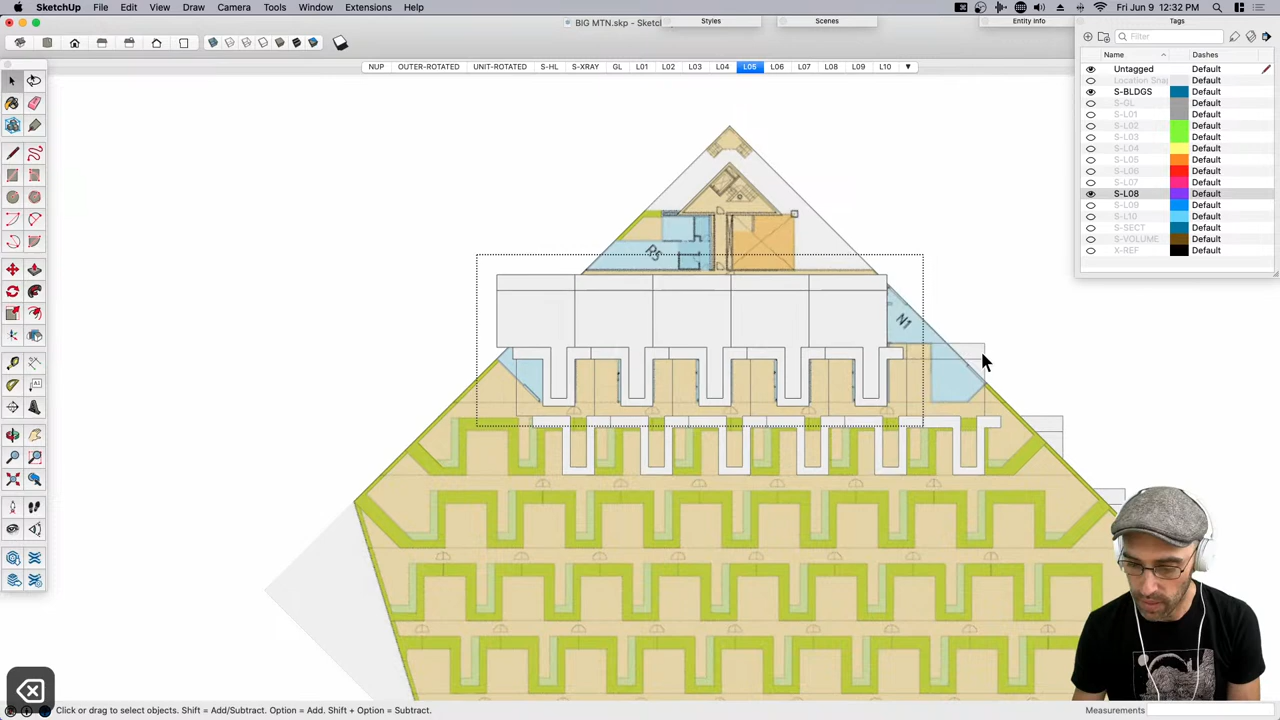 SketchUp File Edit View Camera Draw Tools Window Extensions Help
Fri Jun 9 12:32 PM
BIG MTN.skp - Sketch
Styles
Scenes
Entity Info
Tags
Filter
Name
Dashes
NUP OUTER-ROTATED UNIT-ROTATED S-HL S-XRAY GL L01 L02 L03 L04 L05 L06 L07 L08 L09 L10
Untagged Default
Default
S-BLDGS Default
S-GL Default
S-L01 Default
S-L02 Default
S-L03 Default
S-L04 Default
S-L05 Default
S-L06 Default
S-L07 Default
S-L08 Default
S-L09 Default
S-L10 Default
S-SECT Default
S-VOLUME Default
X-REF Default
R5
N1
Click or drag to select objects. Shift = Add/Subtract. Option = Add. Shift + Option = Subtract.
Measurements